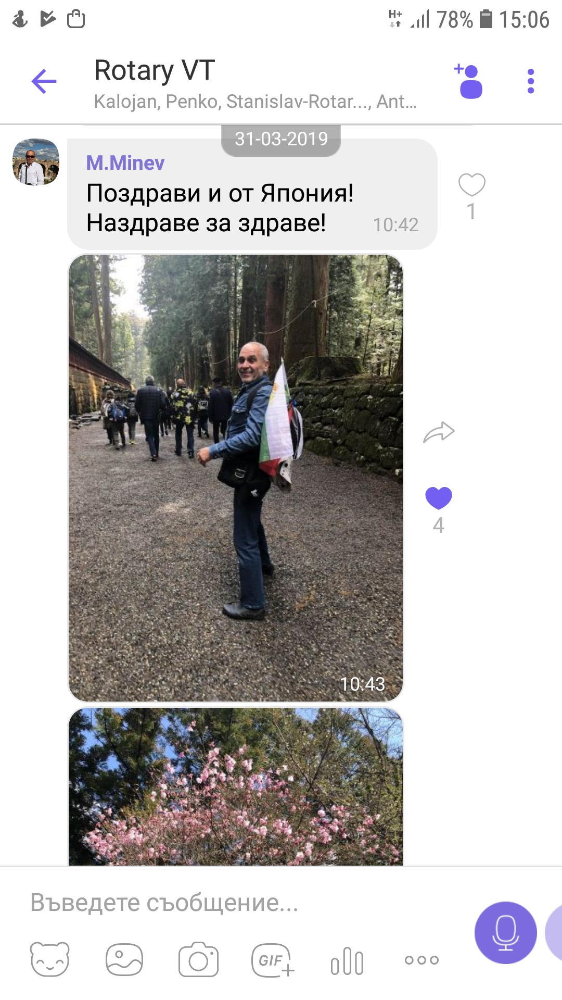 H+ 78% 15:06
Rotary VT
Kalojan, Penko, Stanislav-Rotar..., Ant...
31-03-2019
M.Minev
Поздрави и от Япония!
Наздраве за здраве! 10:42
1
4
10:43
Въведете съобщение...
GIF